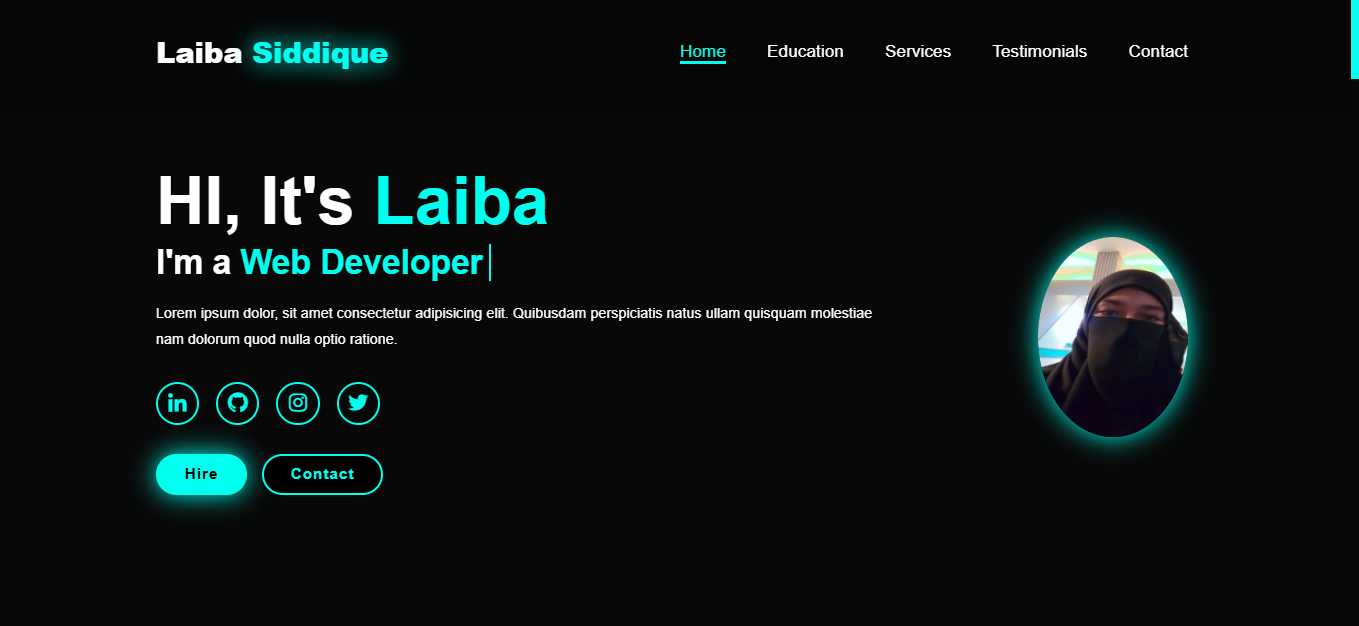 Laiba Siddique
Home Education Services Testimonials Contact
HI, It's Laiba
I'm a Web Developer
Lorem ipsum dolor, sit amet consectetur adipisicing elit. Quibusdam perspiciatis natus ullam quisquam molestiae
nam dolorum quod nulla optio ratione.
Hire Contact